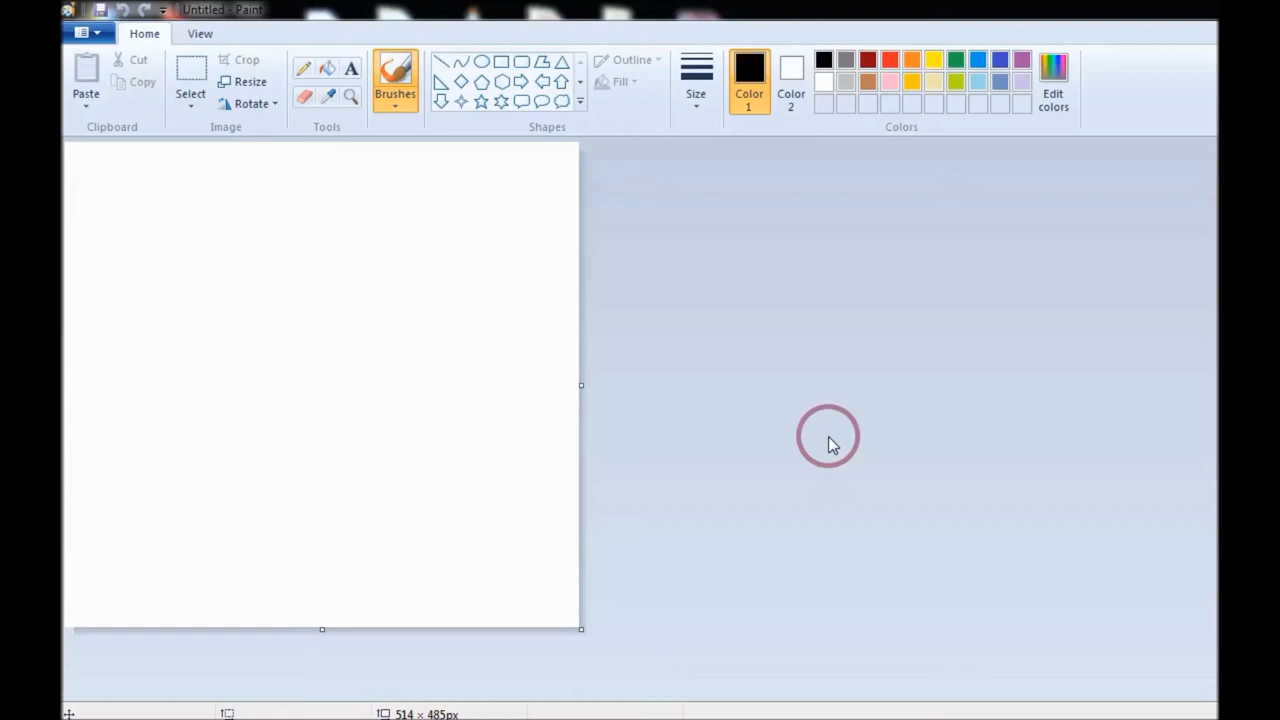 Untitled - Paint
Home View
Cut
Copy
Paste
Clipboard
Crop
Resize
Rotate
Select
Image
A
Tools
Brushes
Outline
Fill
Shapes
Size
Color 1
Color 2
Edit colors
Colors
514 × 485px